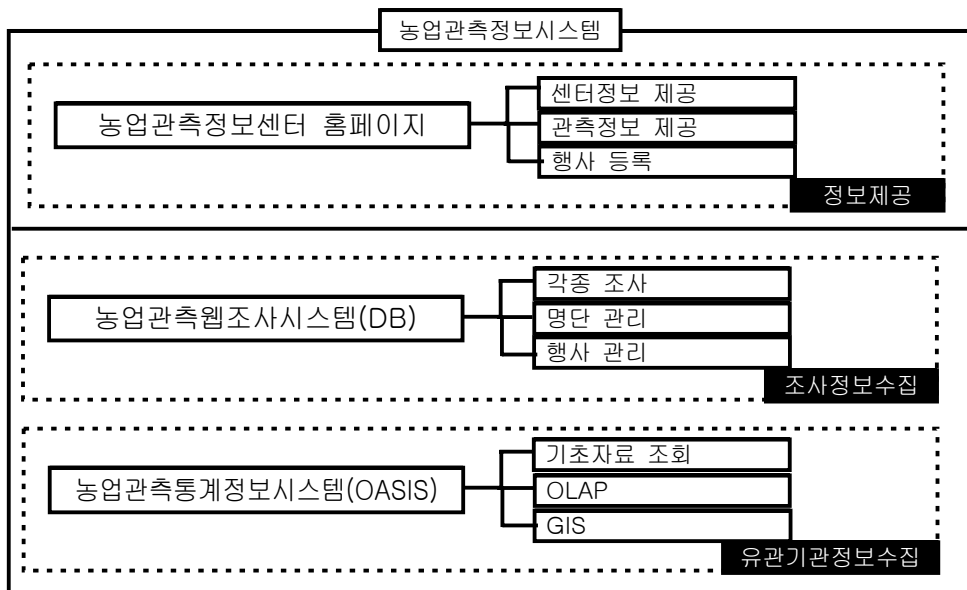 농업관측정보시스템
농업관측정보센터 홈페이지
센터정보 제공
관측정보 제공
행사 등록
정보제공
농업관측웹조사시스템(DB)
각종 조사
명단 관리
행사 관리
조사정보수집
농업관측통계정보시스템(OASIS)
기초자료 조회
OLAP
GIS
유관기관정보수집